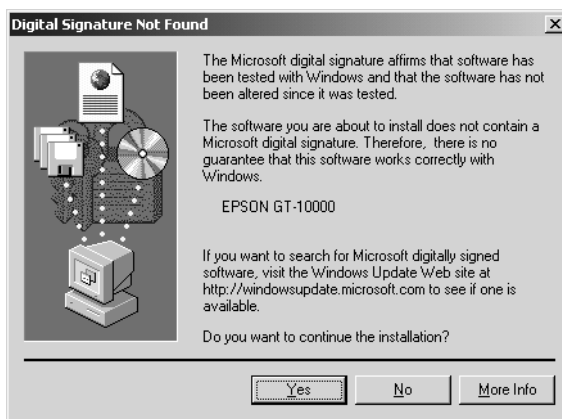 Digital Signature Not Found
The Microsoft digital signature affirms that software has
been tested with Windows and that the software has not
been altered since it was tested.
The software you are about to install does not contain a
Microsoft digital signature. Therefore, there is no
guarantee that this software works correctly with
Windows.
EPSON GT-10000
If you want to search for Microsoft digitally signed
software, visit the Windows Update Web site at
http://windowsupdate.microsoft.com to see if one is
available.
Do you want to continue the installation?
Yes No More Info